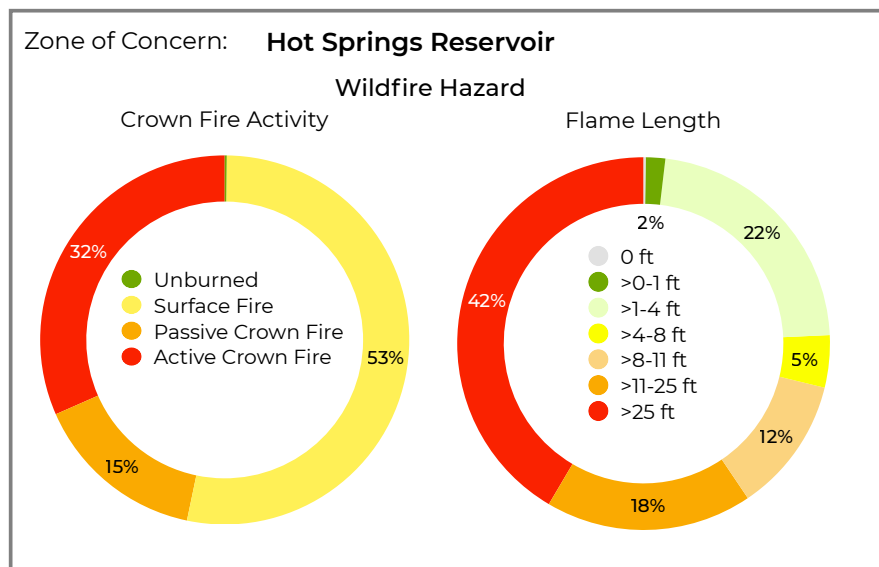 Zone of Concern: Hot Springs Reservoir
Wildfire Hazard
Crown Fire Activity
32%
Unburned
Surface Fire
Passive Crown Fire
Active Crown Fire
53%
15%
Flame Length
2%
22%
0 ft
>0-1 ft
>1-4 ft
>4-8 ft
>8-11 ft
>11-25 ft
>25 ft
42%
5%
12%
18%